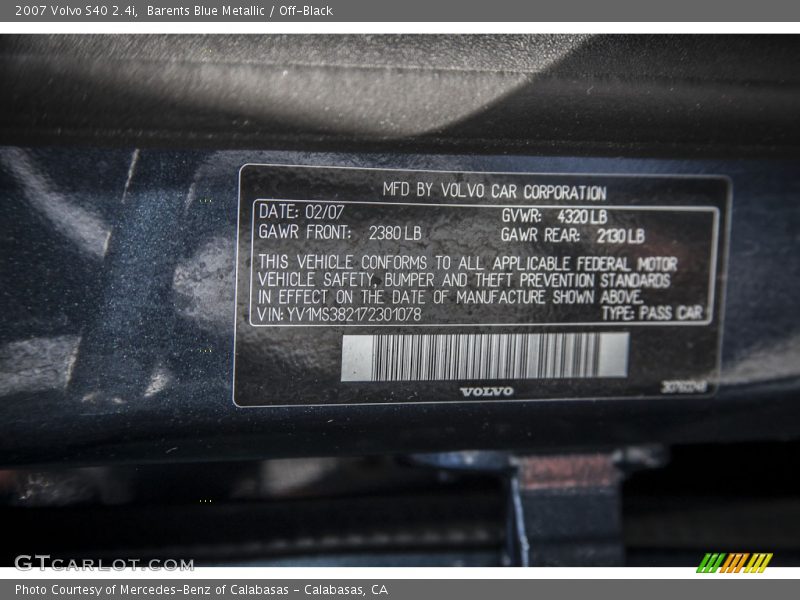 2007 Volvo S40 2.4i, Barents Blue Metallic / Off-Black
MFD BY VOLVO CAR CORPORATION
DATE: 02/07 GVWR: 4320 LB
GAWR FRONT: 2380 LB GAWR REAR: 2130 LB
THIS VEHICLE CONFORMS TO ALL APPLICABLE FEDERAL MOTOR
VEHICLE SAFETY, BUMPER AND THEFT PREVENTION STANDARDS
IN EFFECT ON THE DATE OF MANUFACTURE SHOWN ABOVE.
VIN: YV1MS382172301078 TYPE: PASS CAR
VOLVO
GTCARLOT.COM
Photo Courtesy of Mercedes-Benz of Calabasas - Calabasas, CA